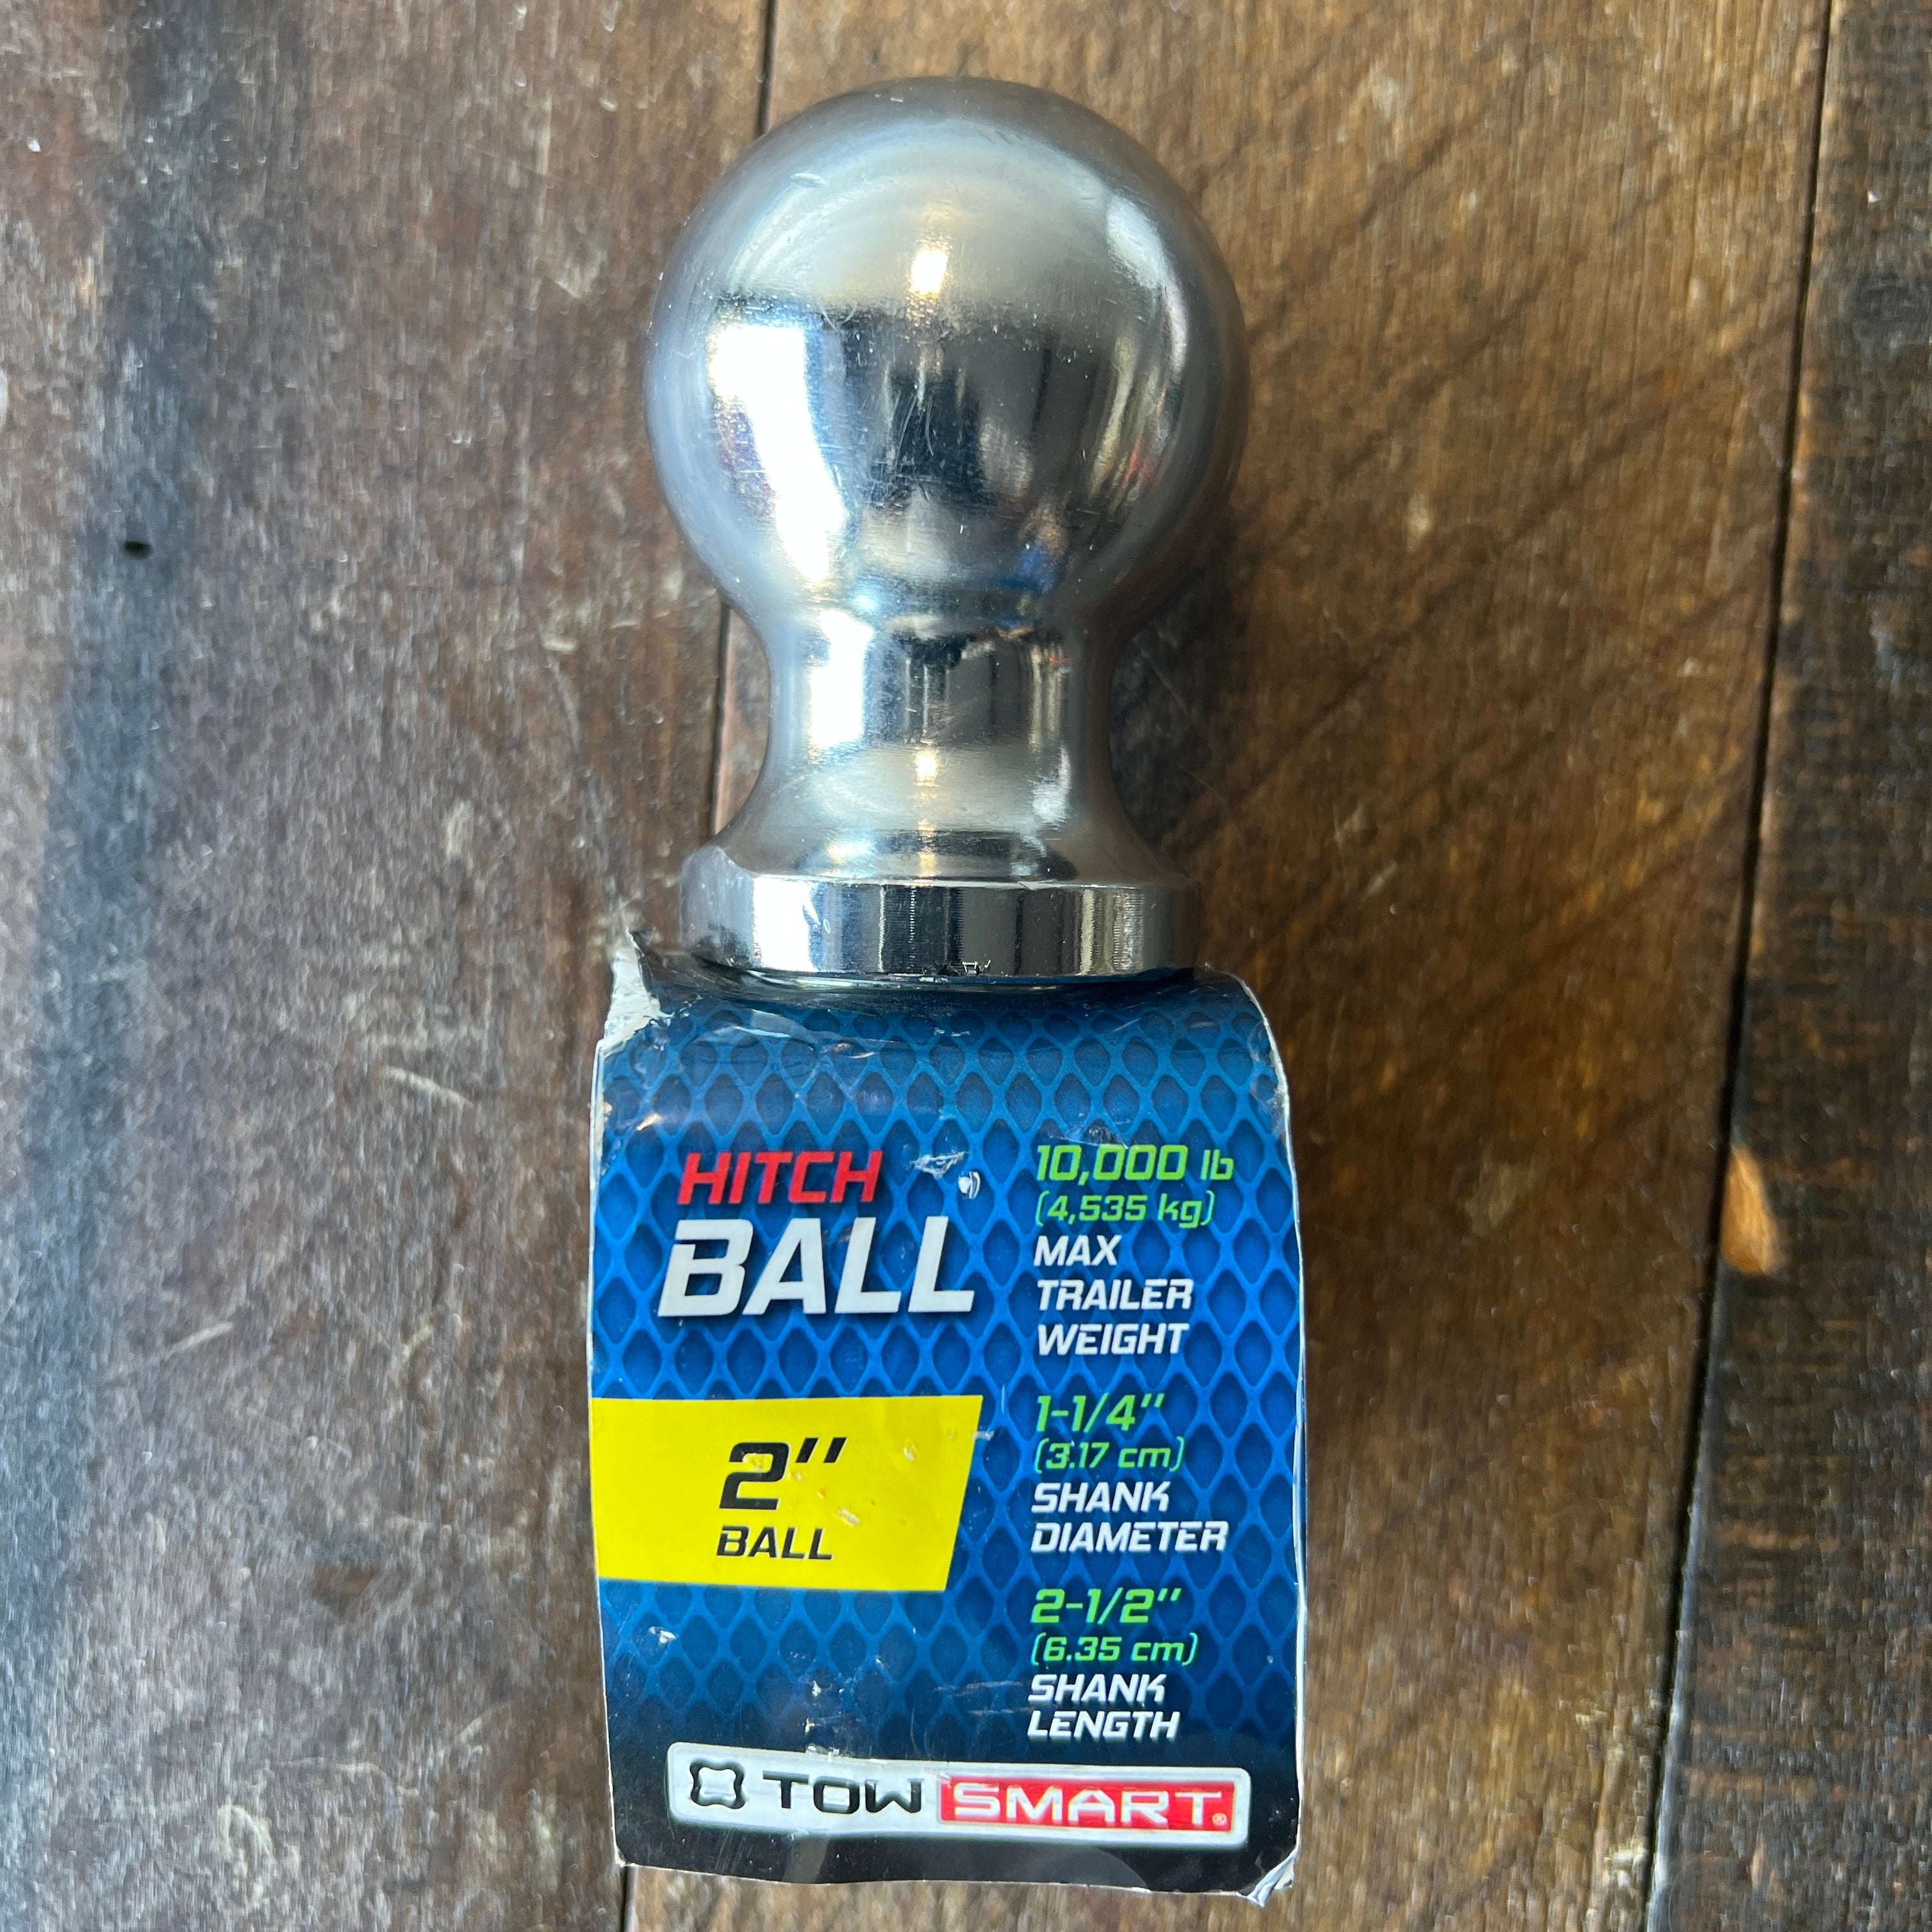 HITCH
BALL
2"
BALL
10,000 lb
(4,535 kg)
MAX
TRAILER
WEIGHT
1-1/4"
(3.17 cm)
SHANK
DIAMETER
2-1/2"
(6.35 cm)
SHANK
LENGTH
TOW SMART®